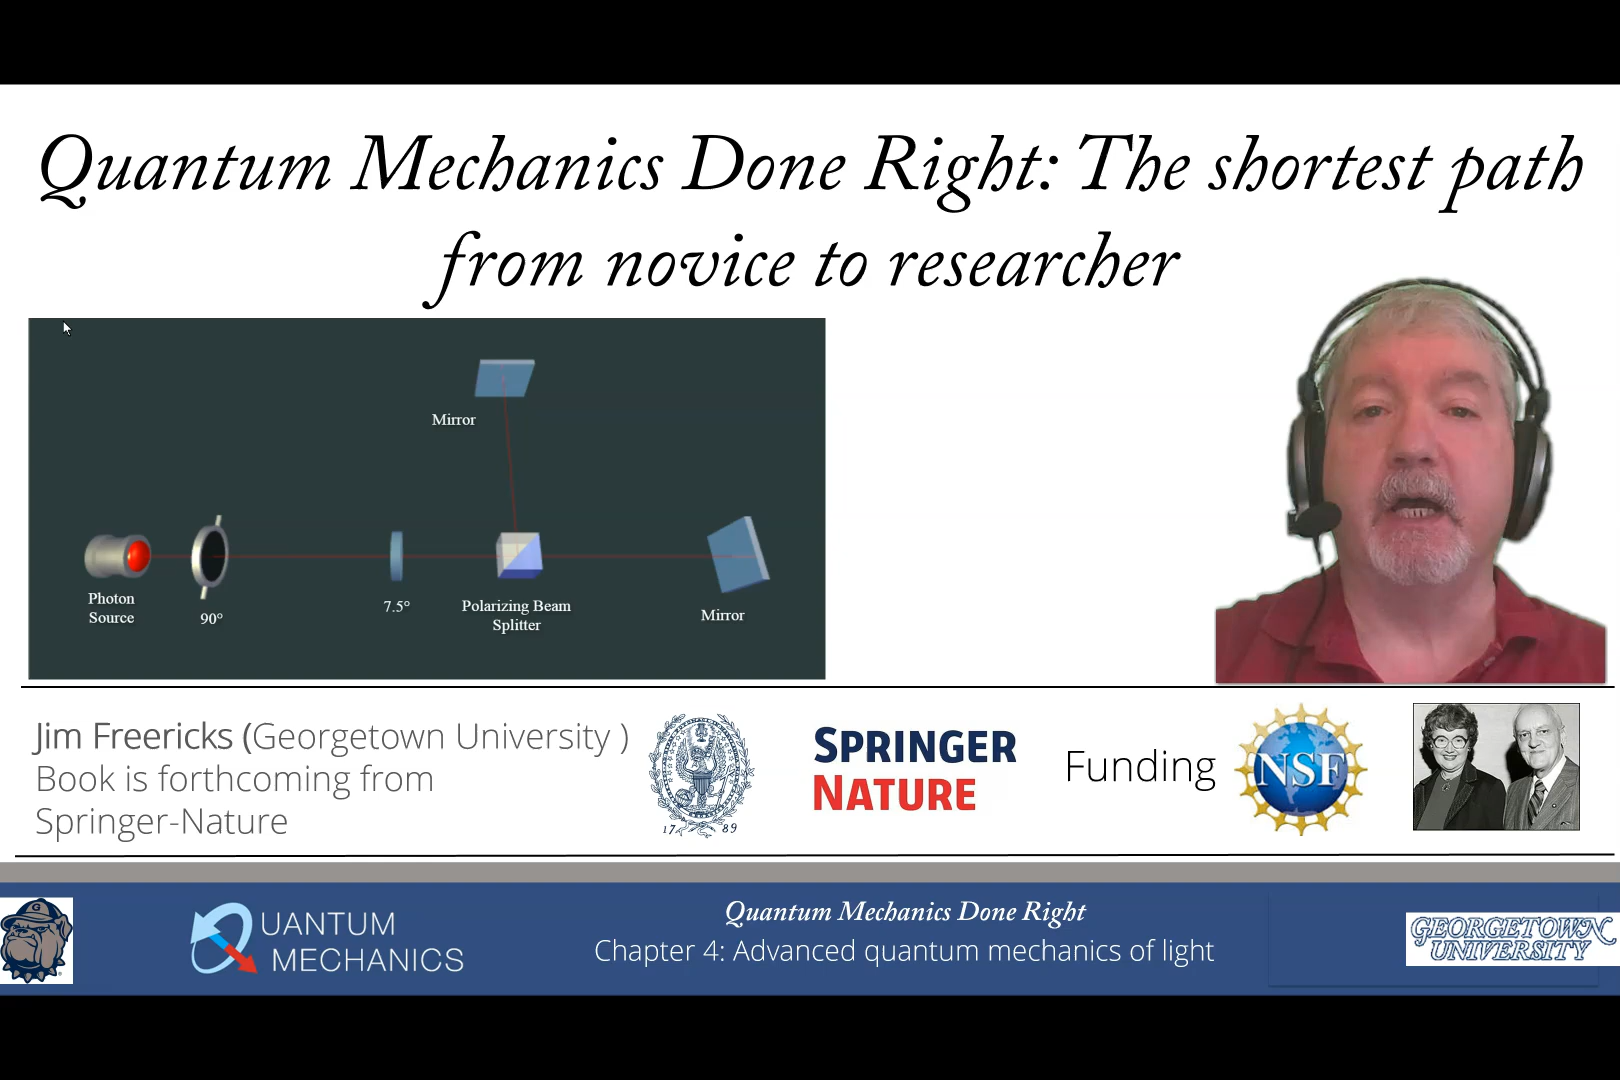 Quantum Mechanics Done Right: The shortest path
from novice to researcher
Mirror
Photon
Source
90°
7.5°
Polarizing Beam
Splitter
Mirror
Jim Freericks (Georgetown University )
Book is forthcoming from
Springer-Nature
17 89
SPRINGER
NATURE
Funding
NSF
G
UANTUM
MECHANICS
Quantum Mechanics Done Right
Chapter 4: Advanced quantum mechanics of light
GEORGETOWN
UNIVERSITY